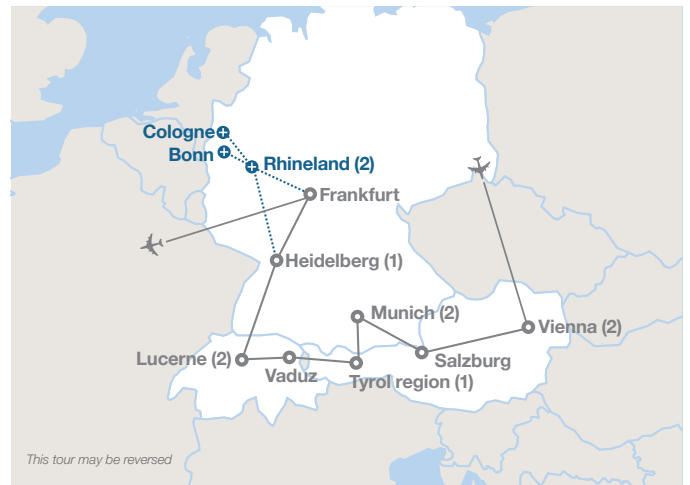 Cologne
Bonn
Rhineland (2)
Frankfurt
Heidelberg (1)
Munich (2)
Vienna (2)
Lucerne (2)
Vaduz
Salzburg
Tyrol region (1)
This tour may be reversed